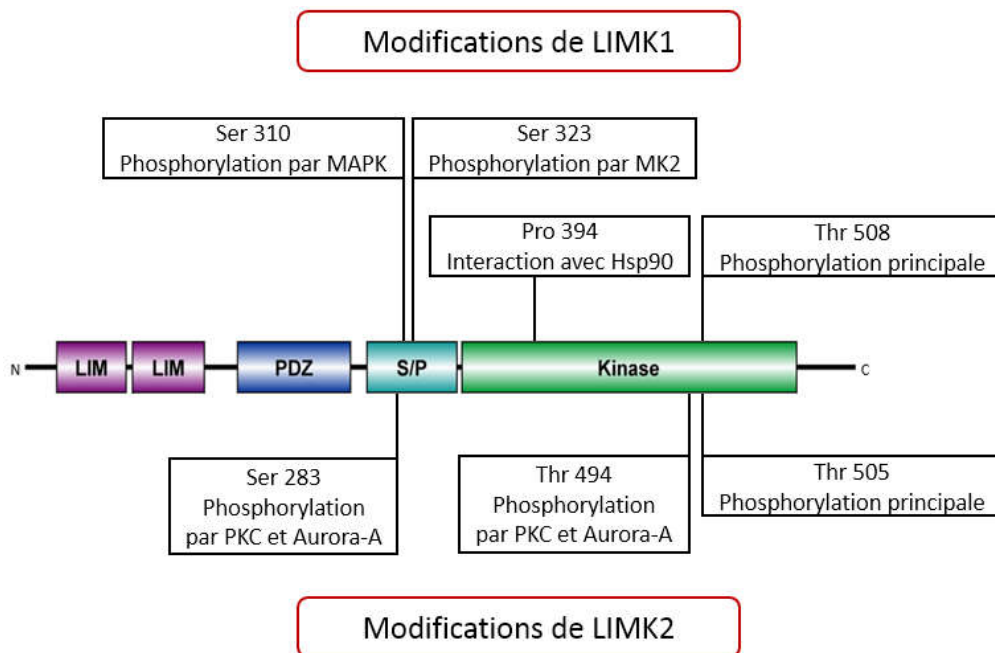 Modifications de LIMK1
Ser 310
Phosphorylation par MAPK
Ser 323
Phosphorylation par MK2
Pro 394
Interaction avec Hsp90
Thr 508
Phosphorylation principale
N
LIM
LIM
PDZ
S/P
Kinase
C
Ser 283
Phosphorylation
par PKC et Aurora-A
Thr 494
Phosphorylation
par PKC et Aurora-A
Thr 505
Phosphorylation principale
Modifications de LIMK2